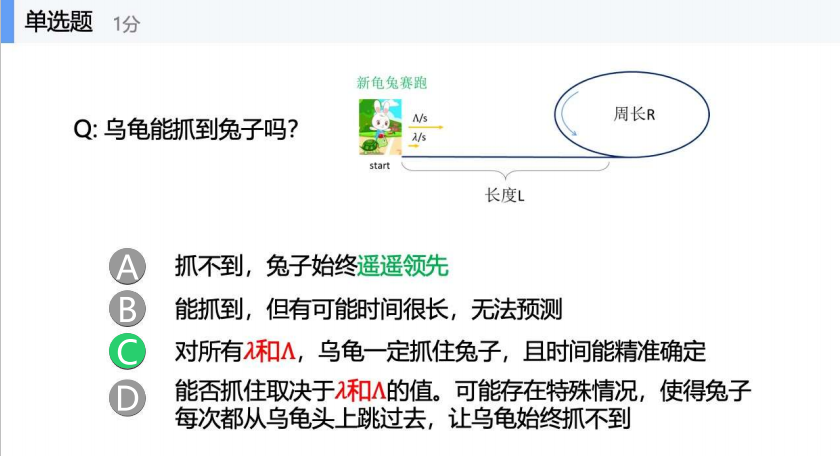 单选题 1分
新龟兔赛跑
Λ/s
λ/s
start
周长R
长度L
Q: 乌龟能抓到兔子吗?
A 抓不到，兔子始终遥遥领先
B 能抓到，但有可能时间很长，无法预测
C 对所有λ和Λ，乌龟一定抓住兔子，且时间能精准确定
D 能否抓住取决于λ和Λ的值。可能存在特殊情况，使得兔子
每次都从乌龟头上跳过去，让乌龟始终抓不到